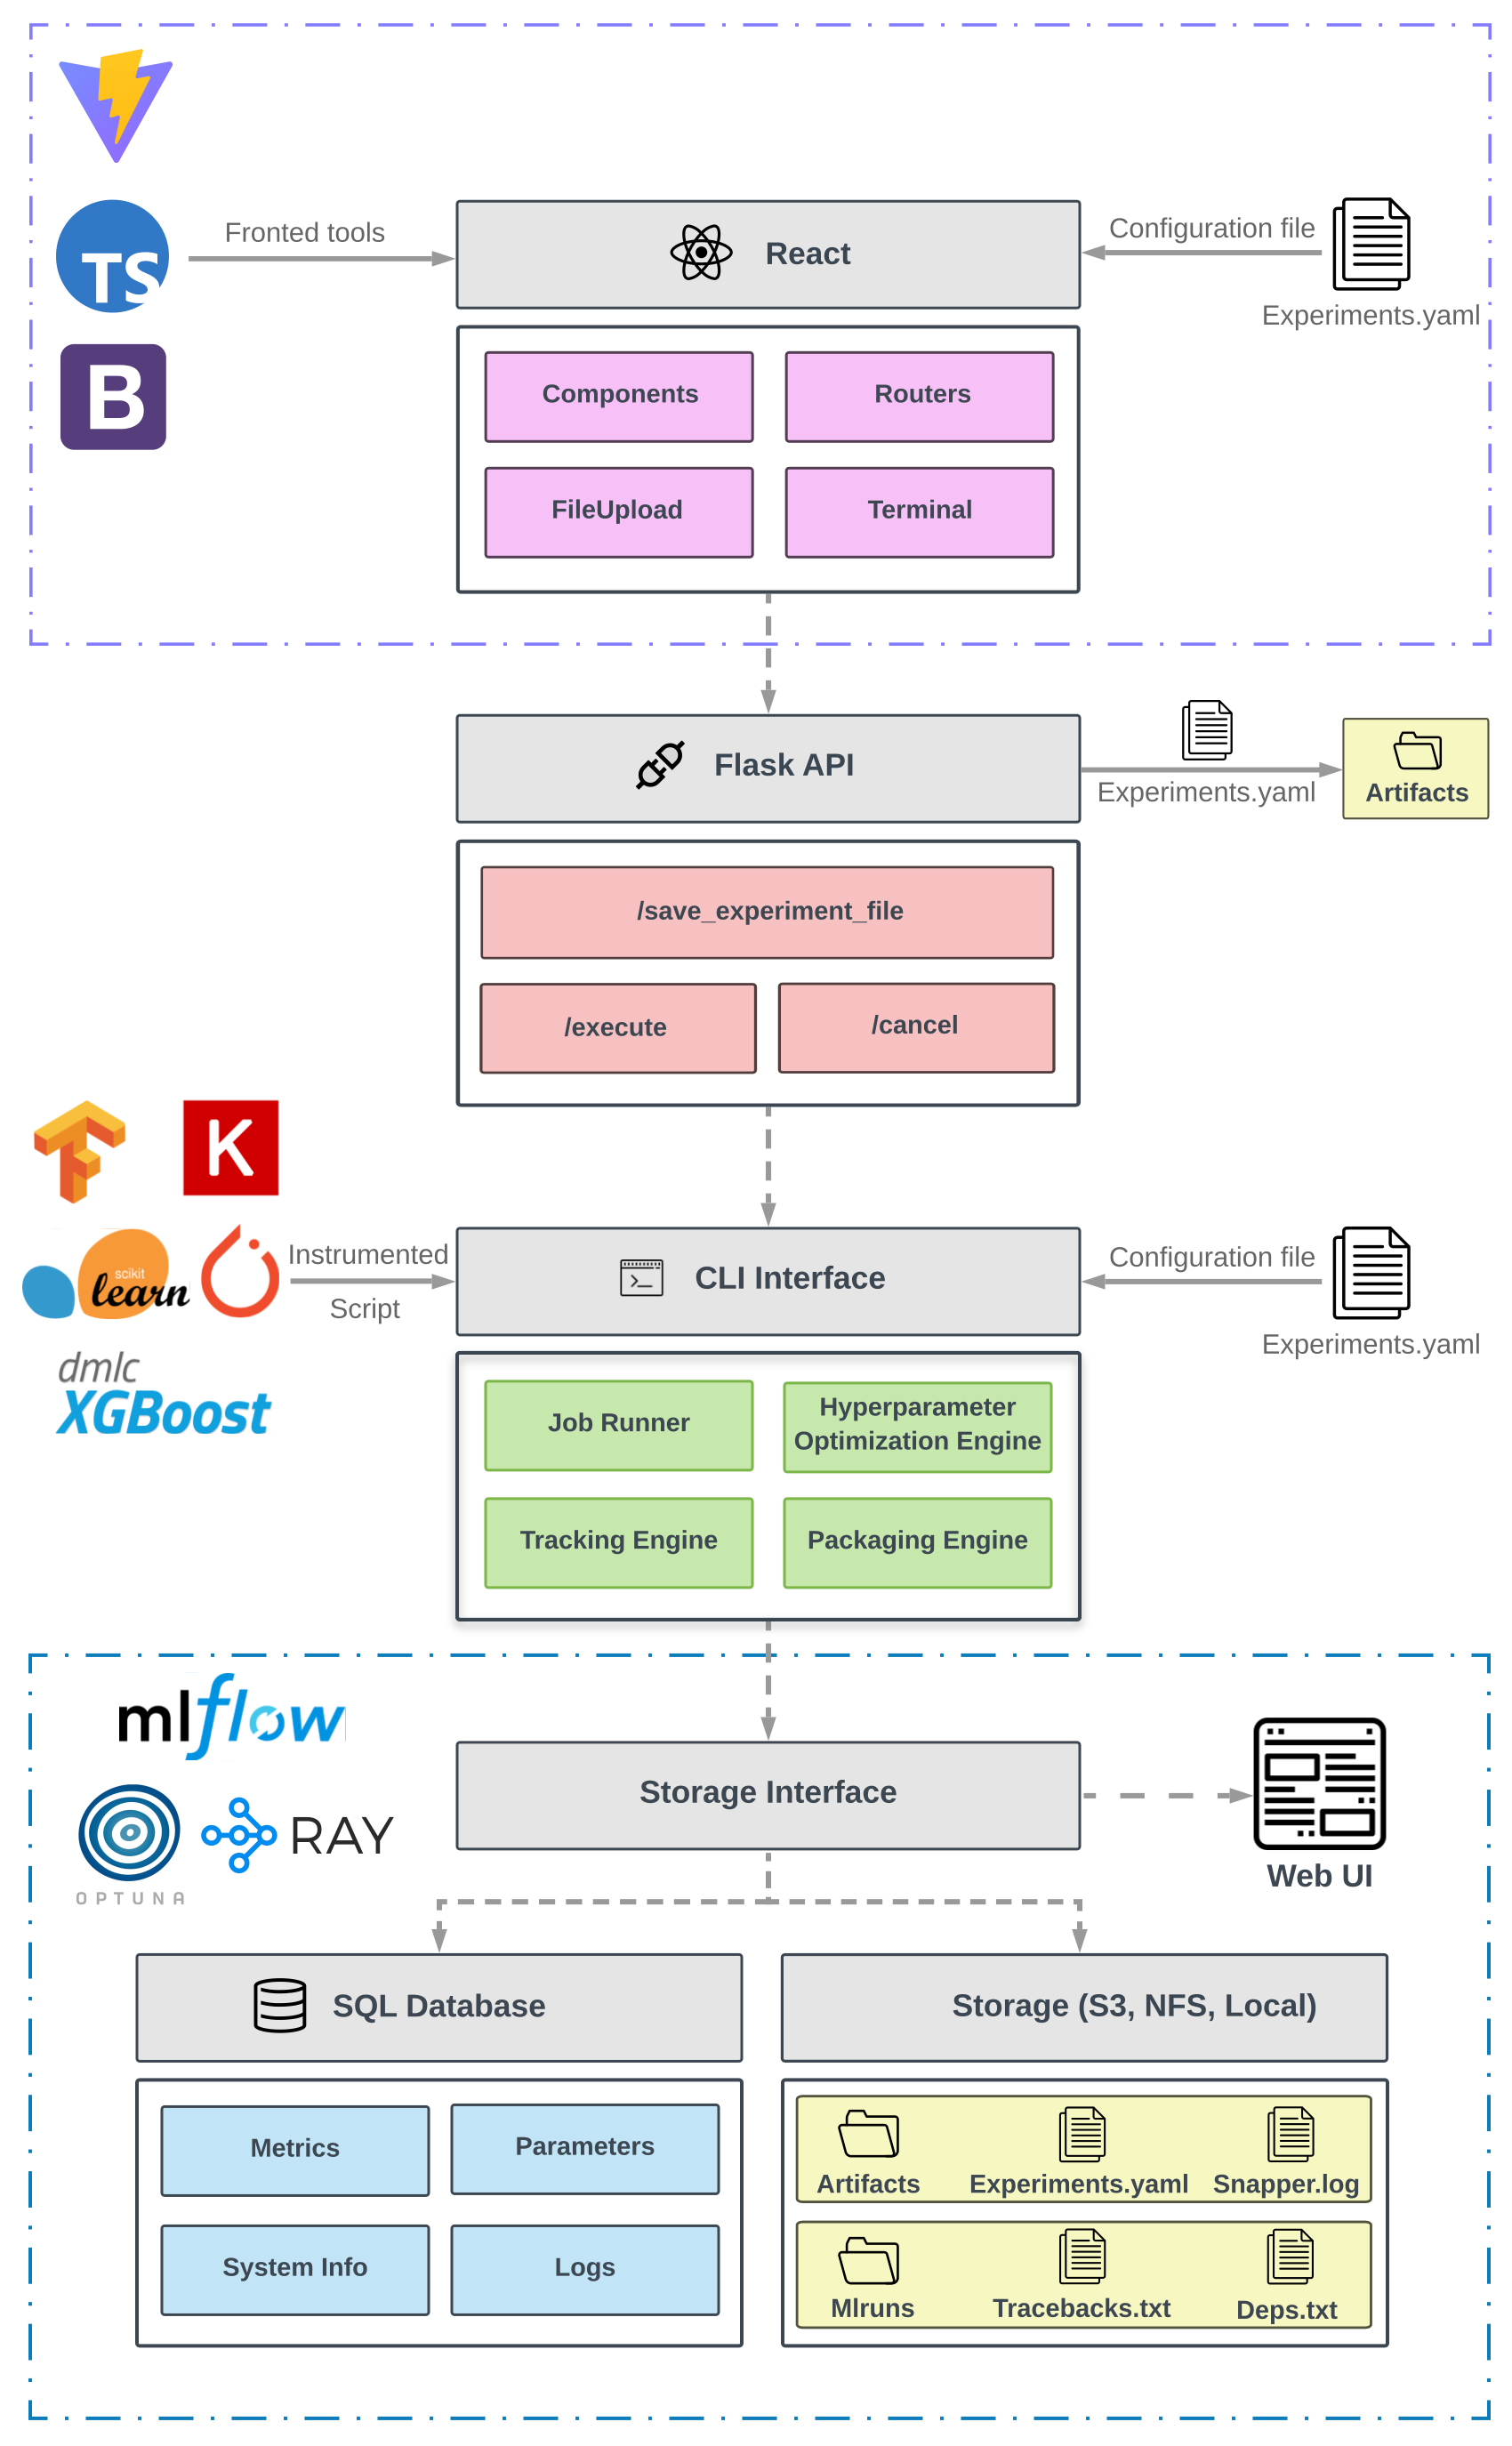 TS
Fronted tools
React
Configuration file
Experiments.yaml
B
Components
Routers
FileUpload
Terminal
Flask API
Experiments.yaml
Artifacts
/save_experiment_file
/execute
/cancel
K
scikit
learn
Instrumented
Script
CLI Interface
Configuration file
Experiments.yaml
dmlc
XGBoost
Job Runner
Hyperparameter
Optimization Engine
Tracking Engine
Packaging Engine
mlflow
OPTUNA
RAY
Storage Interface
Web UI
SQL Database
Storage (S3, NFS, Local)
Metrics
Parameters
System Info
Logs
Artifacts
Experiments.yaml
Snapper.log
Mlruns
Tracebacks.txt
Deps.txt